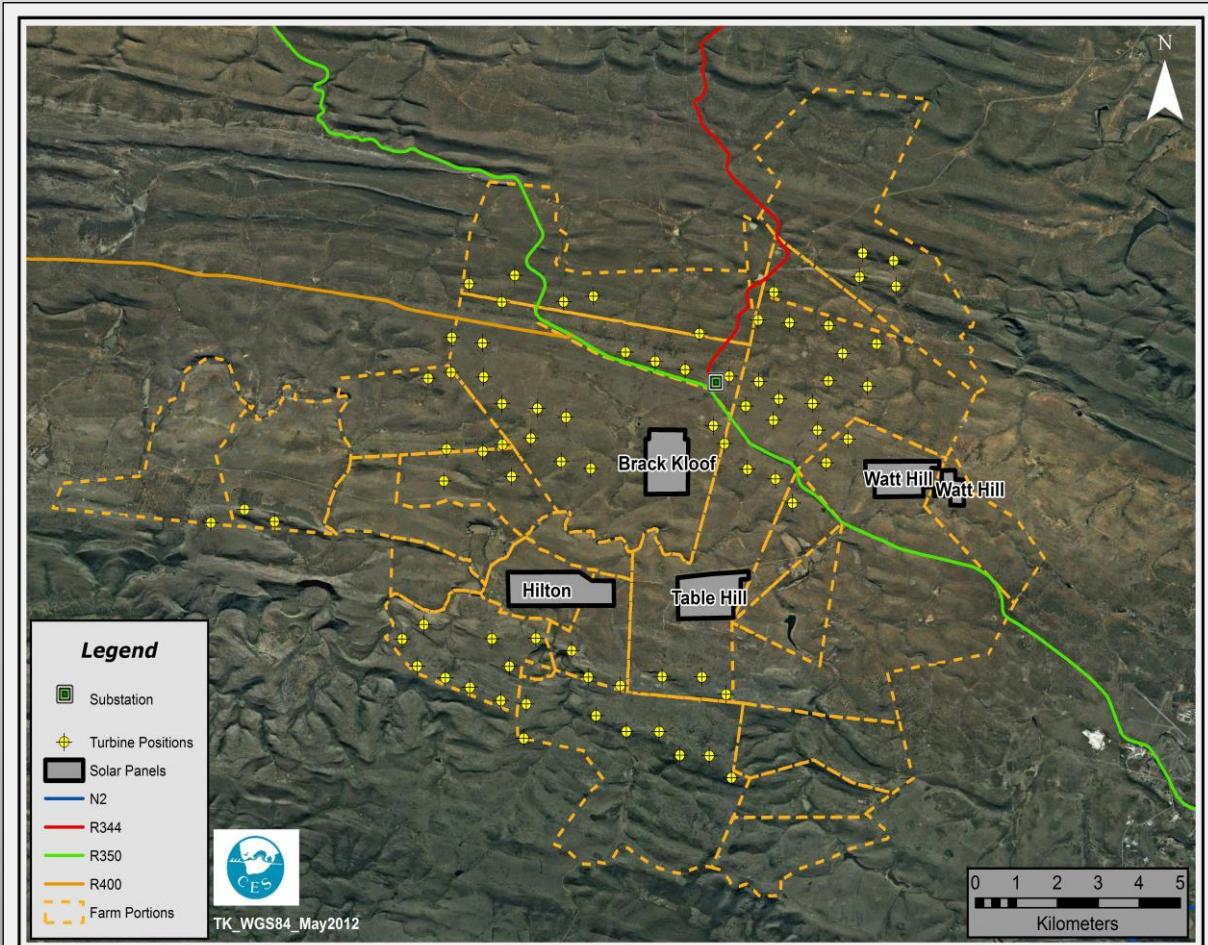 N
Brack Kloof
Watt Hill
Watt Hill
Hilton
Table Hill
Legend
Substation
Turbine Positions
Solar Panels
N2
R344
R350
R400
Farm Portions
CES
TK_WGS84_May2012
0 1 2 3 4 5
Kilometers